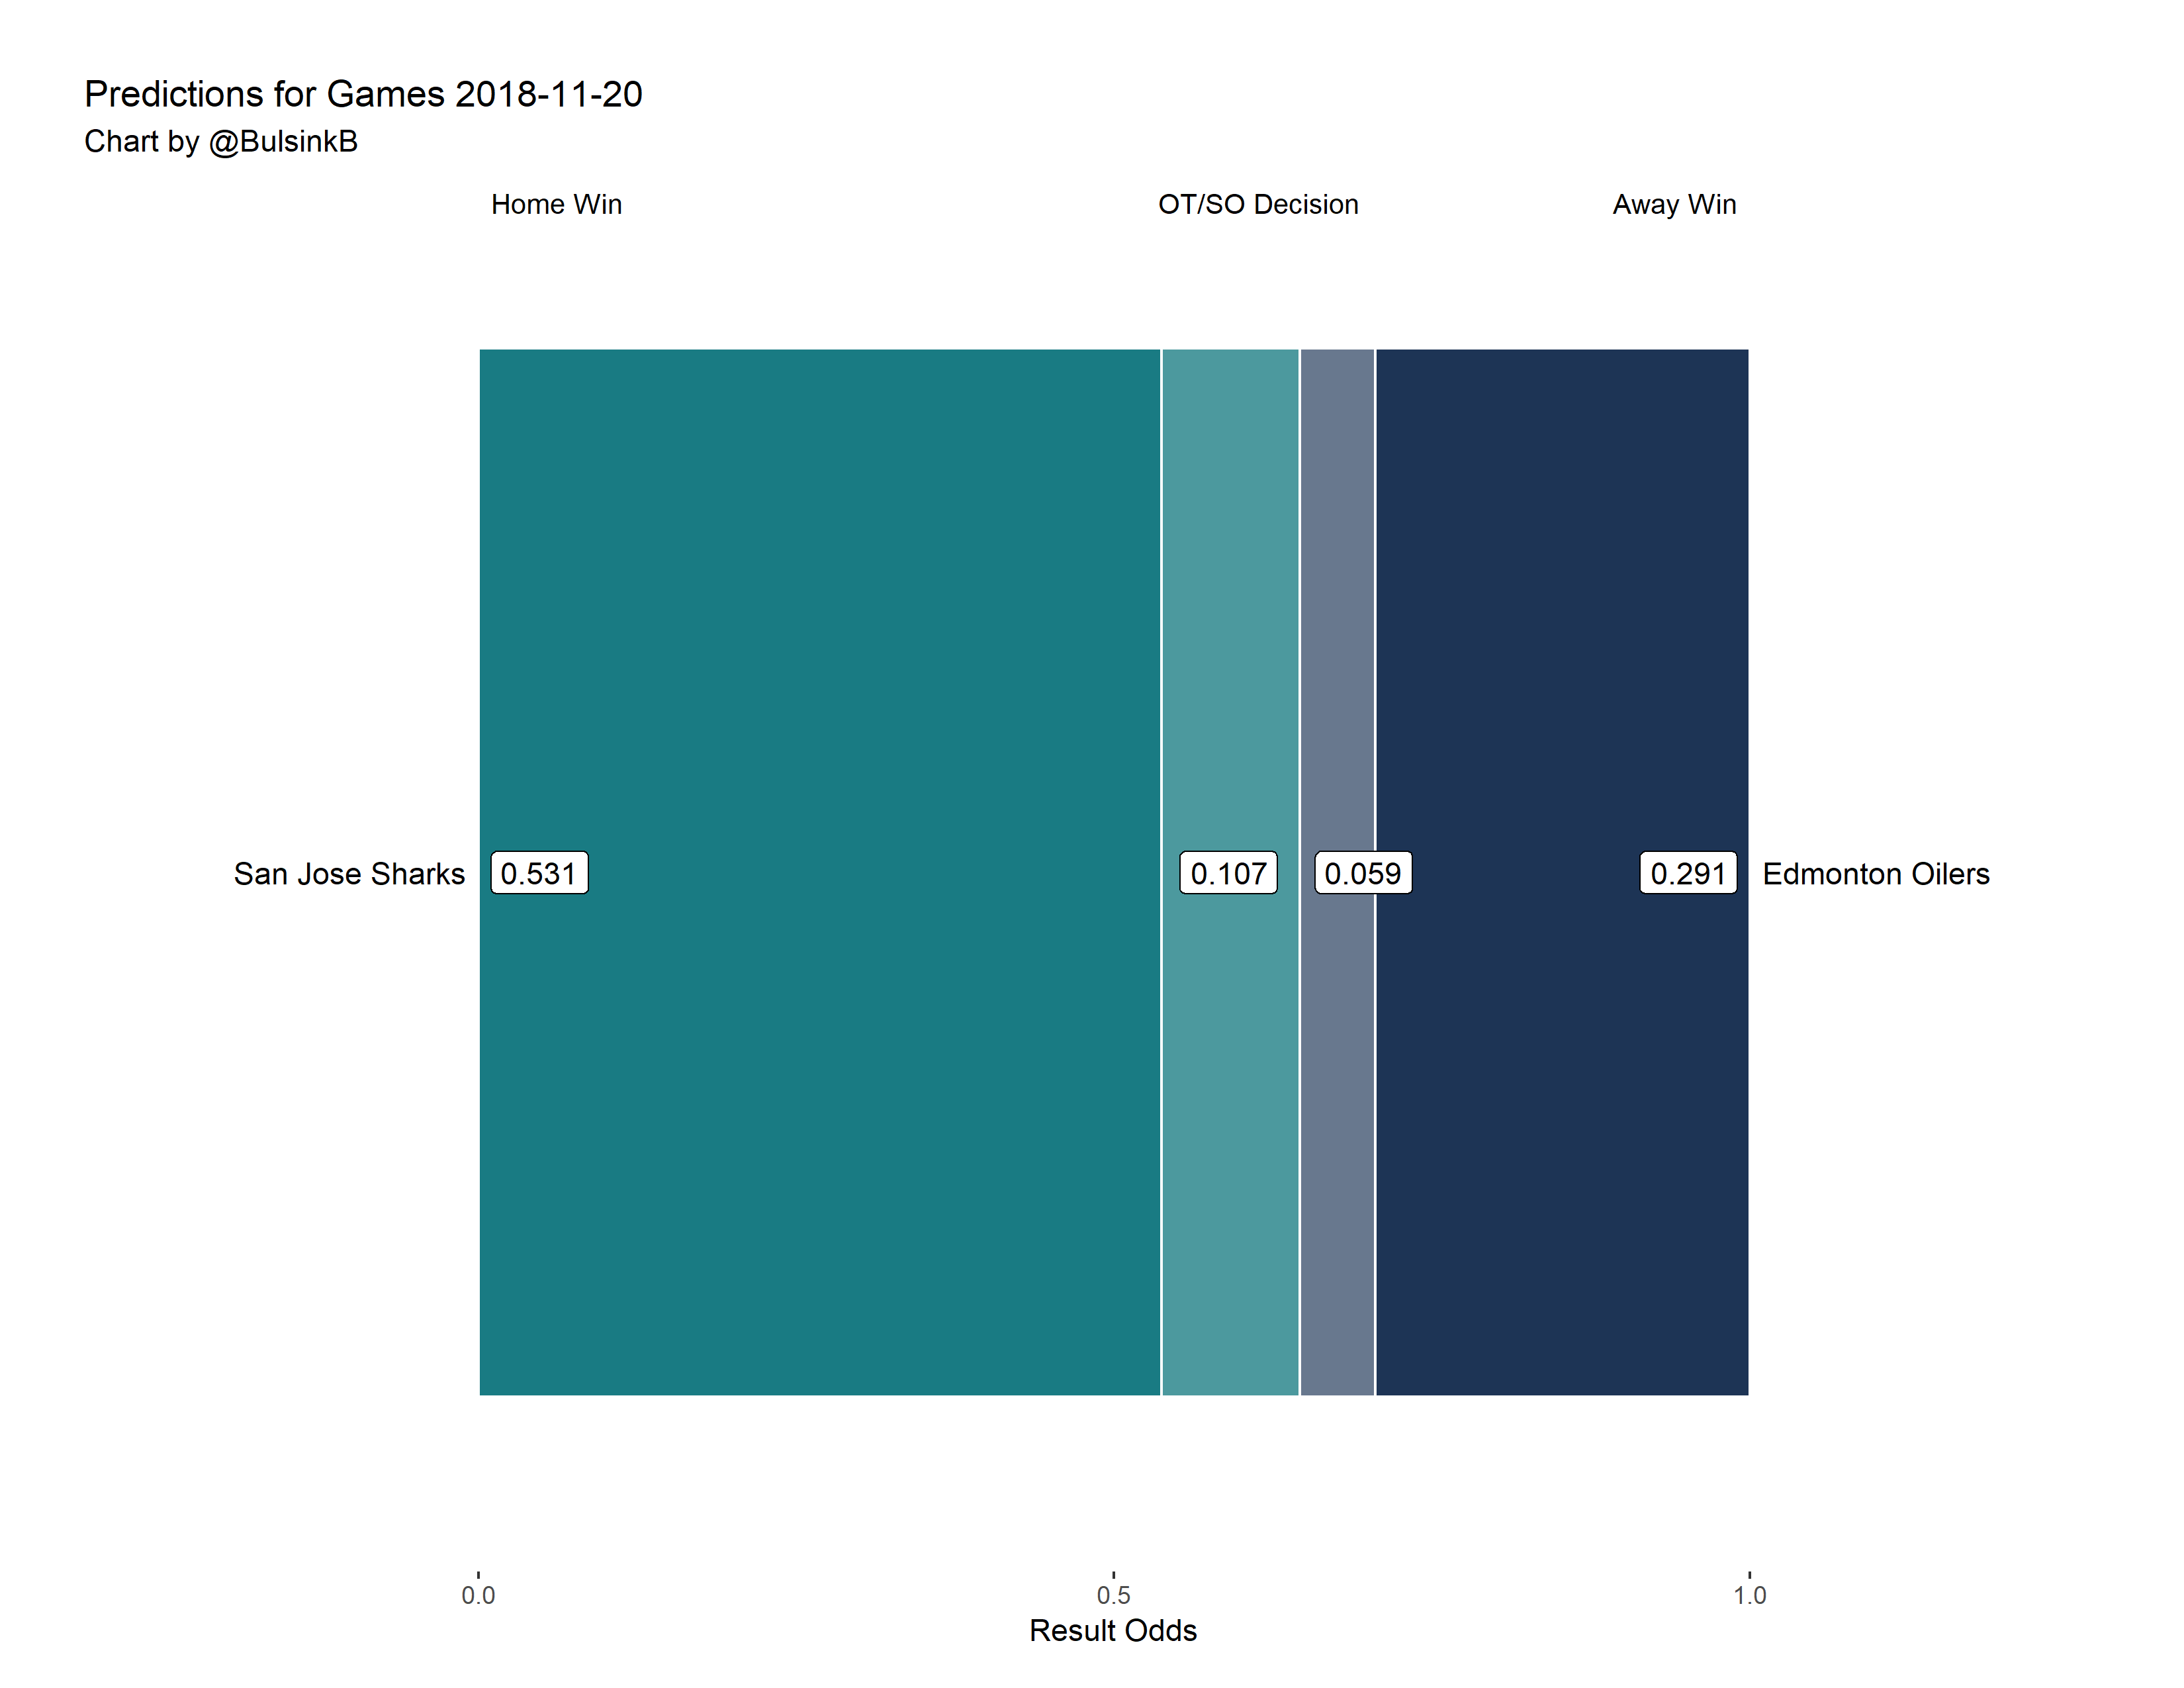 Predictions for Games 2018-11-20
Chart by @BulsinkB
Home Win OT/SO Decision Away Win
San Jose Sharks 0.531 0.107 0.059 0.291 Edmonton Oilers
0.0 0.5 1.0
Result Odds